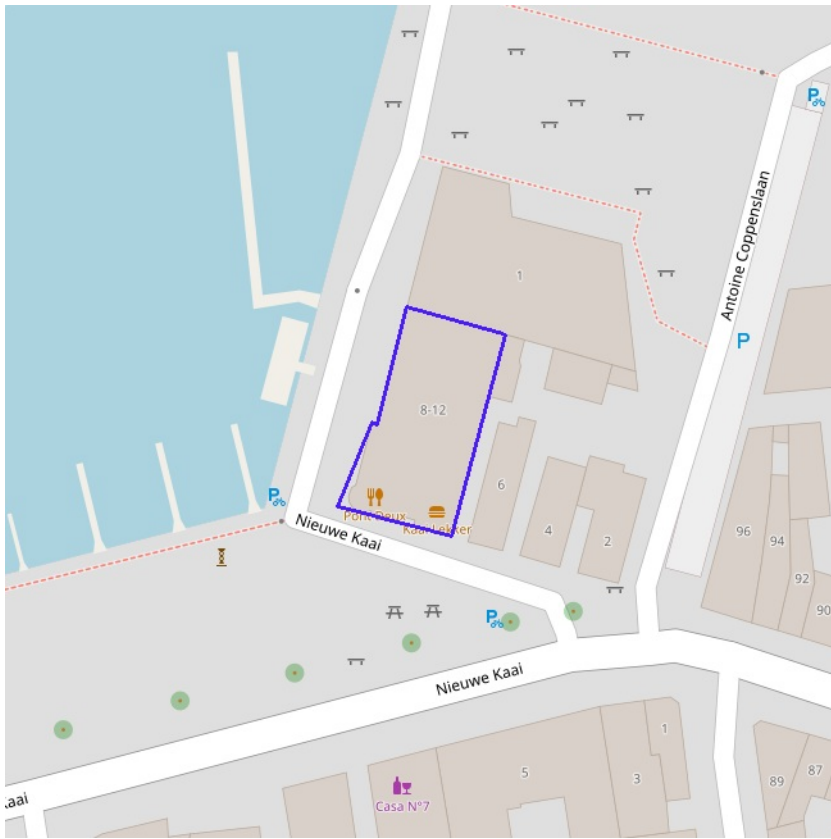 P
Antoine Coppenslaan
1
P
8-12
6
Pont Deux
Kaai Lekker
P
Nieuwe Kaai
4
2
96
94
92
90
P
Nieuwe Kaai
1
5
3
89
87
Kaai
Casa N°7